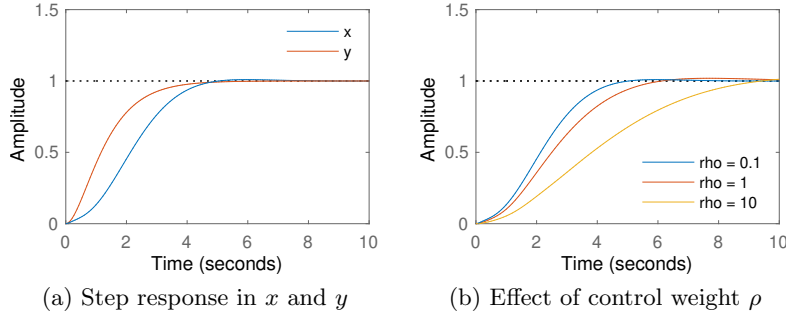 1.5
1
0.5
0
Amplitude
x
y
0 2 4 6 8 10
Time (seconds)
(a) Step response in x and y
1.5
1
0.5
0
Amplitude
rho = 0.1
rho = 1
rho = 10
0 2 4 6 8 10
Time (seconds)
(b) Effect of control weight ρ